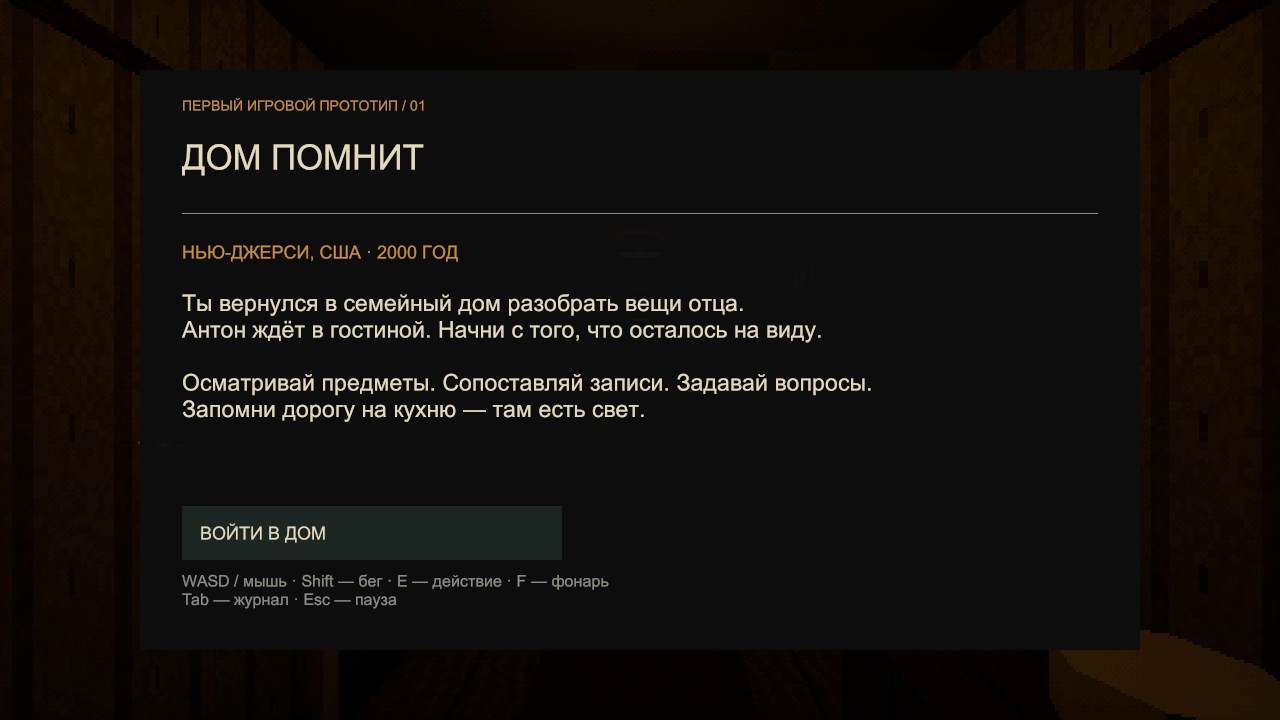 ПЕРВЫЙ ИГРОВОЙ ПРОТОТИП / 01
ДОМ ПОМНИТ
НЬЮ-ДЖЕРСИ, США · 2000 ГОД
Ты вернулся в семейный дом разобрать вещи отца.
Антон ждёт в гостиной. Начни с того, что осталось на виду.
Осматривай предметы. Сопоставляй записи. Задавай вопросы.
Запомни дорогу на кухню — там есть свет.
ВОЙТИ В ДОМ
WASD / мышь · Shift — бег · E — действие · F — фонарь
Tab — журнал · Esc — пауза